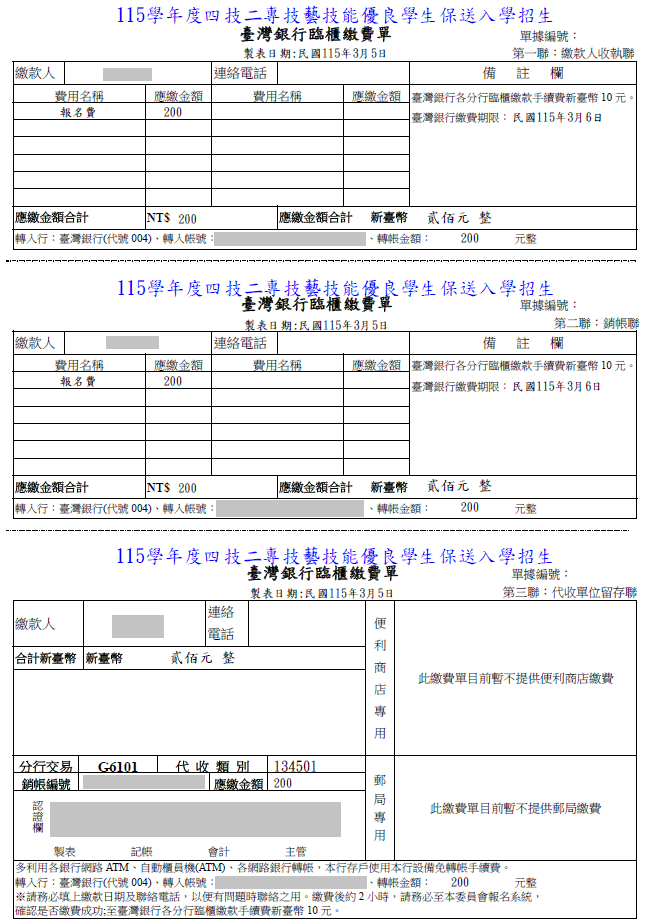 115學年度四技二專技藝技能優良學生保送入學招生
臺灣銀行臨櫃繳費單 單據編號：
製表日期:民國115年3月5日 第一聯：繳款人收執聯
繳款人 連絡電話 備 註 欄
費用名稱 應繳金額 費用名稱 應繳金額 臺灣銀行各分行臨櫃繳款手續費新臺幣 10 元。
報名費 200 臺灣銀行繳費期限：民國115年3月6日
應繳金額合計 NT$ 200 應繳金額合計 新臺幣 貳佰元 整
轉入行：臺灣銀行(代號 004)、轉入帳號： 、轉帳金額： 200 元整
115學年度四技二專技藝技能優良學生保送入學招生
臺灣銀行臨櫃繳費單 單據編號：
製表日期:民國115年3月5日 第二聯：銷帳聯
繳款人 連絡電話 備 註 欄
費用名稱 應繳金額 費用名稱 應繳金額 臺灣銀行各分行臨櫃繳款手續費新臺幣 10 元。
報名費 200 臺灣銀行繳費期限：民國115年3月6日
應繳金額合計 NT$ 200 應繳金額合計 新臺幣 貳佰元 整
轉入行：臺灣銀行(代號 004)、轉入帳號： 、轉帳金額： 200 元整
115學年度四技二專技藝技能優良學生保送入學招生
臺灣銀行臨櫃繳費單 單據編號：
製表日期:民國115年3月5日 第三聯：代收單位留存聯
繳款人 連絡電話
合計新臺幣 新臺幣 貳佰元 整
便利商店專用 此繳費單目前暫不提供便利商店繳費
分行交易 G6101 代 收 類 別 134501
銷帳編號 應繳金額 200
郵局專用 此繳費單目前暫不提供郵局繳費
認證欄
製表 記帳 會計 主管
多利用各銀行網路 ATM、自動櫃員機(ATM)、各網路銀行轉帳，本行存戶使用本行設備免轉帳手續費。
轉入行：臺灣銀行(代號 004)、轉入帳號： 、轉帳金額： 200 元整
※請務必填上繳款日期及聯絡電話，以便有問題時聯絡之用。繳費後約 2 小時，請務必至本委員會報名系統，
確認是否繳費成功;至臺灣銀行各分行臨櫃繳款手續費新臺幣 10 元。